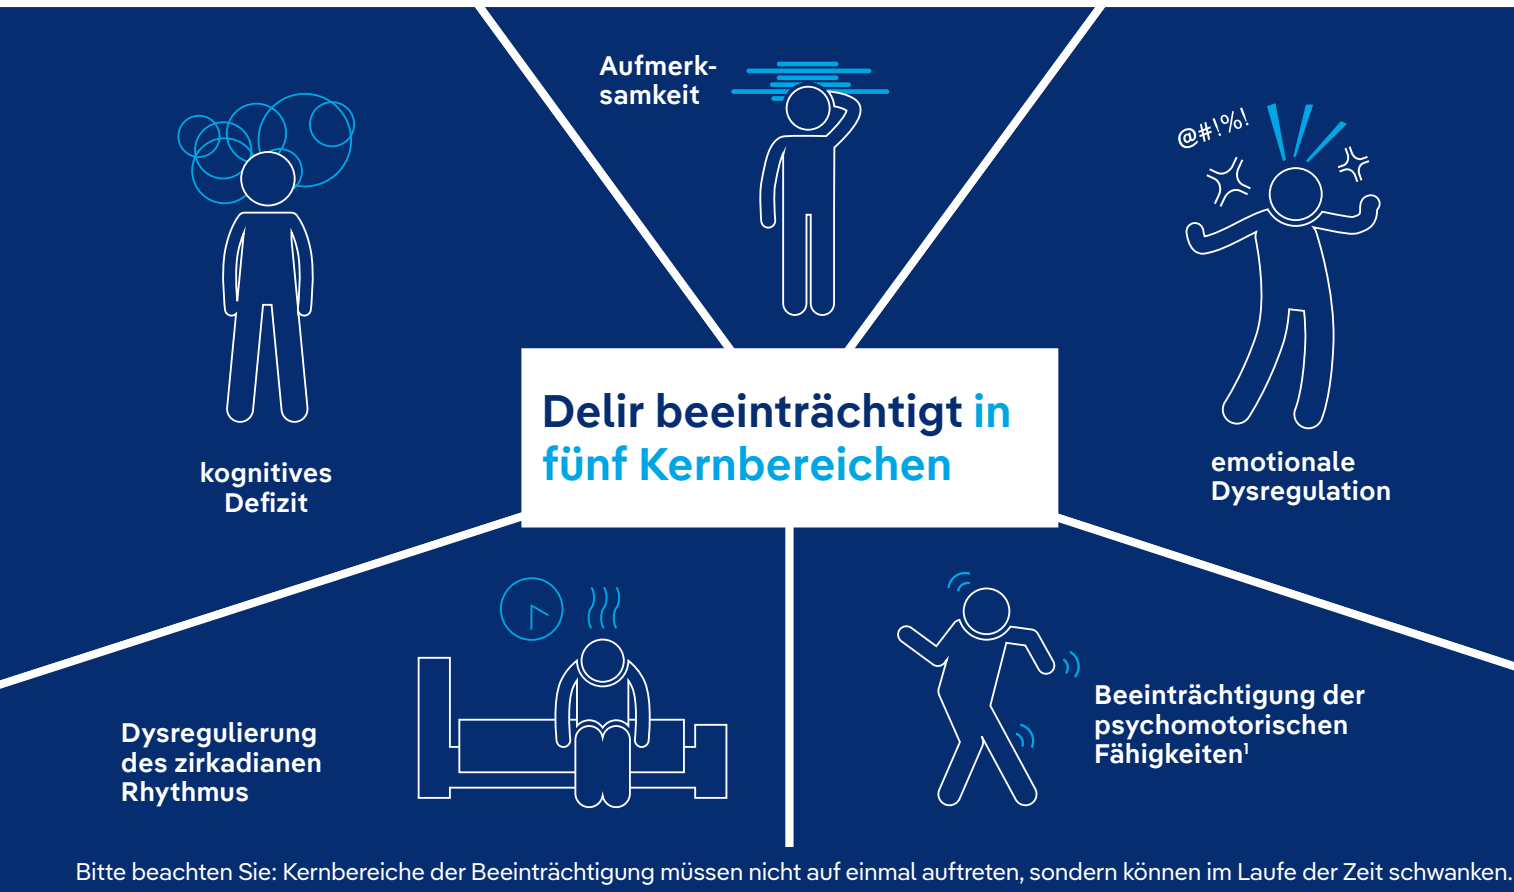 Aufmerk-
samkeit
@#!%!
kognitives
Defizit
Delir beeinträchtigt in
fünf Kernbereichen
emotionale
Dysregulation
Dysregulierung
des zirkadianen
Rhythmus
Beeinträchtigung der
psychomotorischen
Fähigkeiten¹
Bitte beachten Sie: Kernbereiche der Beeinträchtigung müssen nicht auf einmal auftreten, sondern können im Laufe der Zeit schwanken.